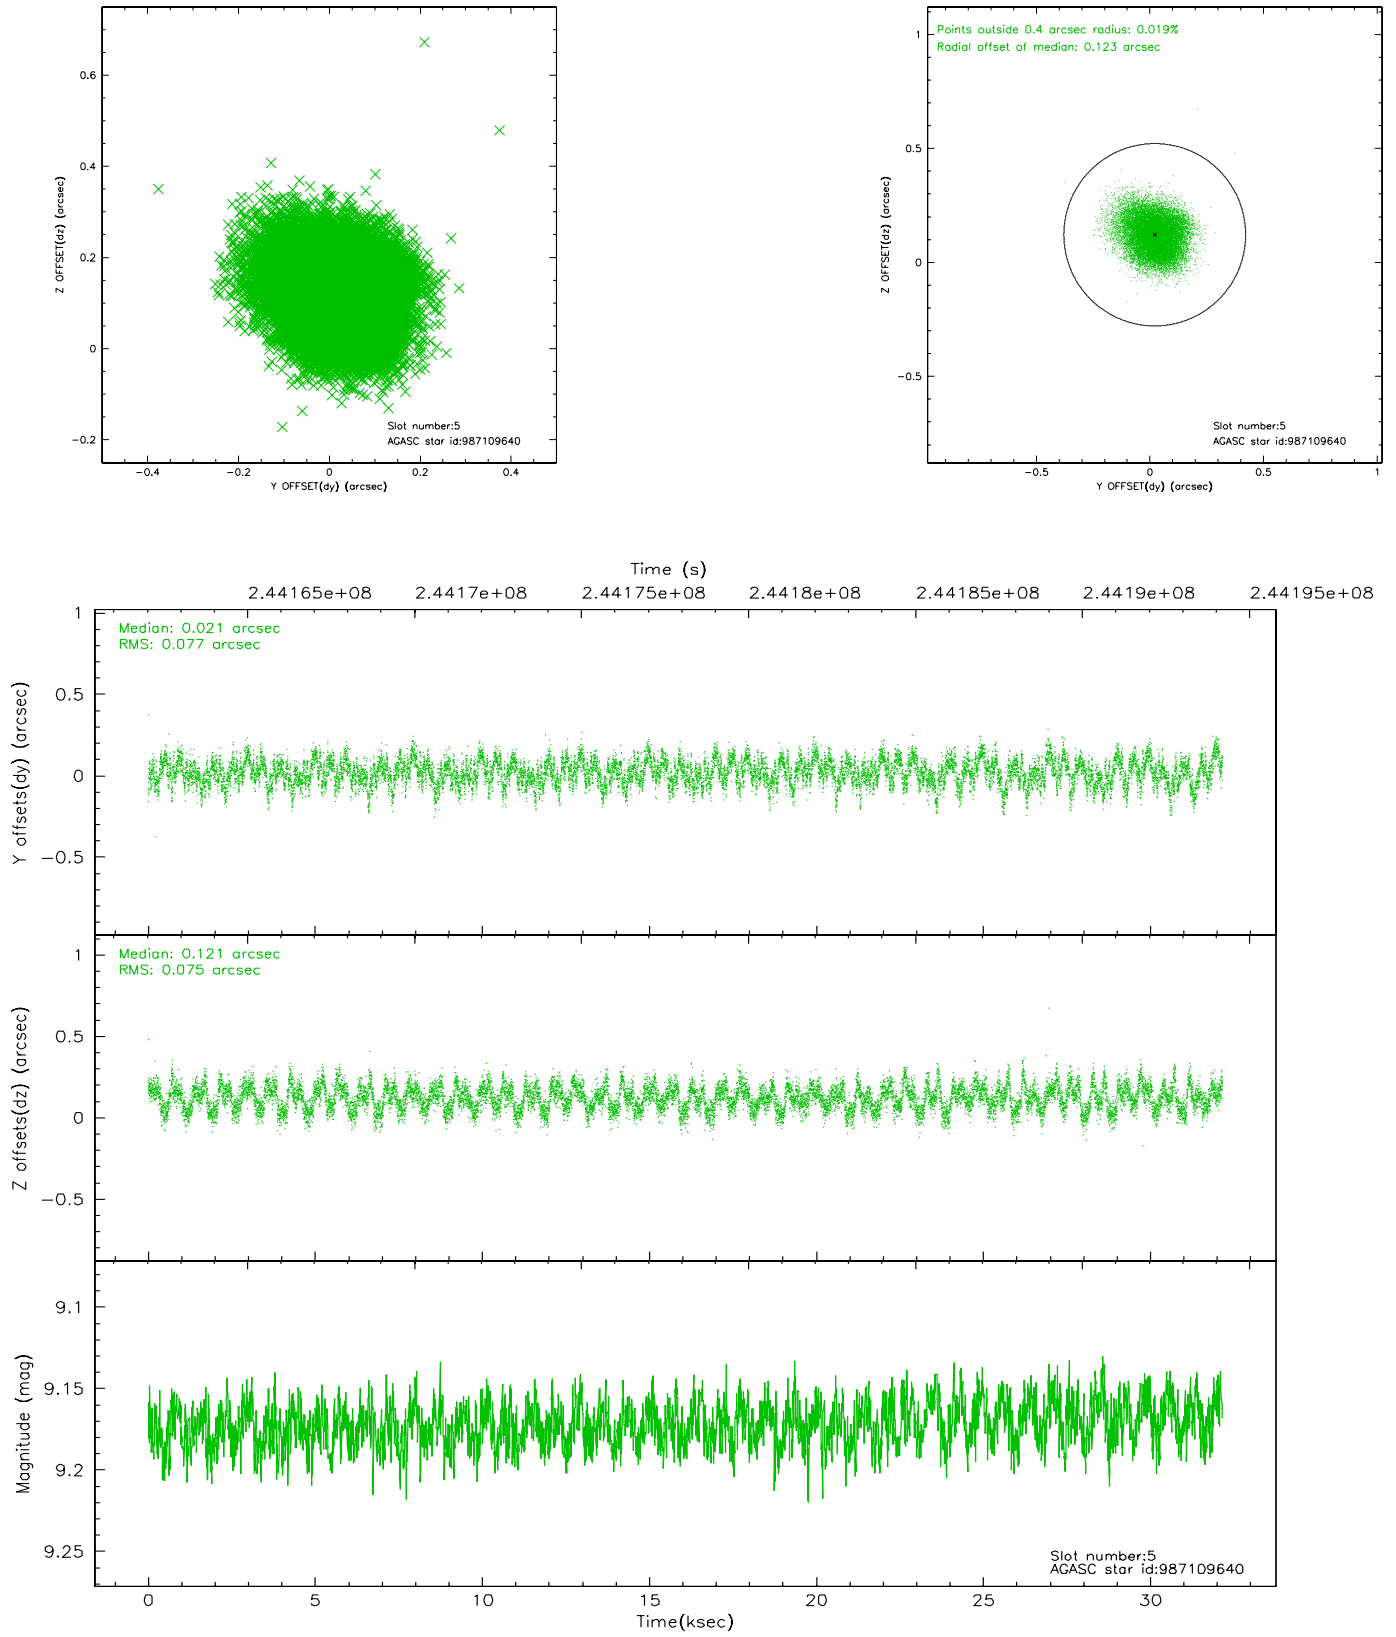 Z OFFSET(dz) (arcsec)
0.6
0.4
0.2
0
−0.2
−0.4
−0.2
0
0.2
0.4
Y OFFSET(dy) (arcsec)
Slot number:5
AGASC star id:987109640
Points outside 0.4 arcsec radius: 0.019%
Radial offset of median: 0.123 arcsec
Z OFFSET(dz) (arcsec)
1
0.5
0
−0.5
−0.5
0
0.5
1
Y OFFSET(dy) (arcsec)
Slot number:5
AGASC star id:987109640
Time (s)
2.44165e+08 2.4417e+08 2.44175e+08 2.4418e+08 2.44185e+08 2.4419e+08 2.44195e+08
Median: 0.021 arcsec
RMS: 0.077 arcsec
Y offsets(dy) (arcsec)
1
0.5
0
−0.5
Median: 0.121 arcsec
RMS: 0.075 arcsec
Z offsets(dz) (arcsec)
1
0.5
0
−0.5
Magnitude (mag)
9.1
9.15
9.2
9.25
Slot number:5
AGASC star id:987109640
0 5 10 15 20 25 30
Time(ksec)